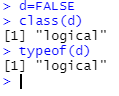 > d=FALSE
> class(d)
[1] "logical"
> typeof(d)
[1] "logical"
>